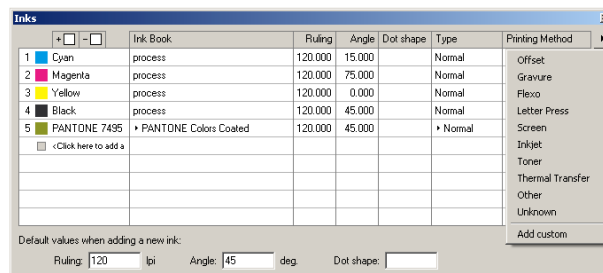 Inks
+ - Ink Book Ruling Angle Dot shape Type Printing Method
1 Cyan process 120.000 15.000 Normal
2 Magenta process 120.000 75.000 Normal
3 Yellow process 120.000 0.000 Normal
4 Black process 120.000 45.000 Normal
5 PANTONE 7495 PANTONE Colors Coated 120.000 45.000 Normal
<Click here to add a
Offset
Gravure
Flexo
Letter Press
Screen
Inkjet
Toner
Thermal Transfer
Other
Unknown
Add custom
Default values when adding a new ink:
Ruling: 120 lpi Angle: 45 deg. Dot shape: